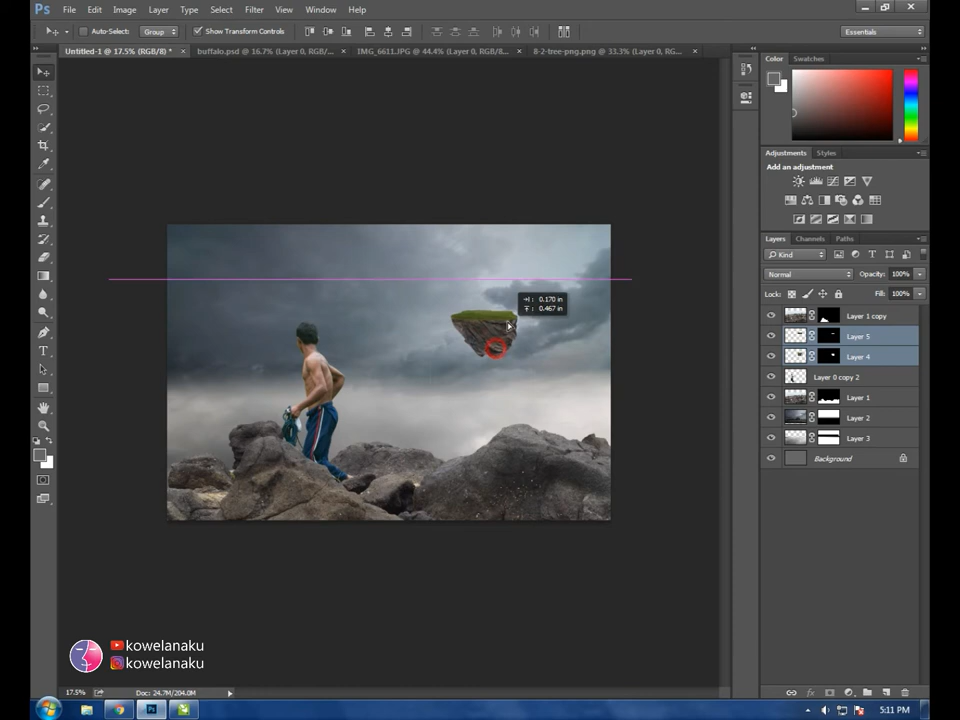 Ps File Edit Image Layer Type Select Filter View Window Help
Auto-Select: Group Show Transform Controls Essentials
Untitled-1 @ 17.5% (RGB/8) * × buffalo.psd @ 16.7% (Layer 0, RGB/... × IMG_6611.JPG @ 44.4% (Layer 0, RGB/8... × 8-2-tree-png.png @ 33.3% (Layer 0, RG... ×
Color Swatches
Adjustments Styles
Add an adjustment
Layers Channels Paths
Kind
Normal Opacity: 100%
Lock: Fill: 100%
Layer 1 copy
Layer 5
Layer 4
Layer 0 copy 2
Layer 1
Layer 2
Layer 3
Background
→: 0.170 in
0.467 in
kowelanaku
kowelanaku
17.5% Doc: 24.7M/204.0M
5:11 PM